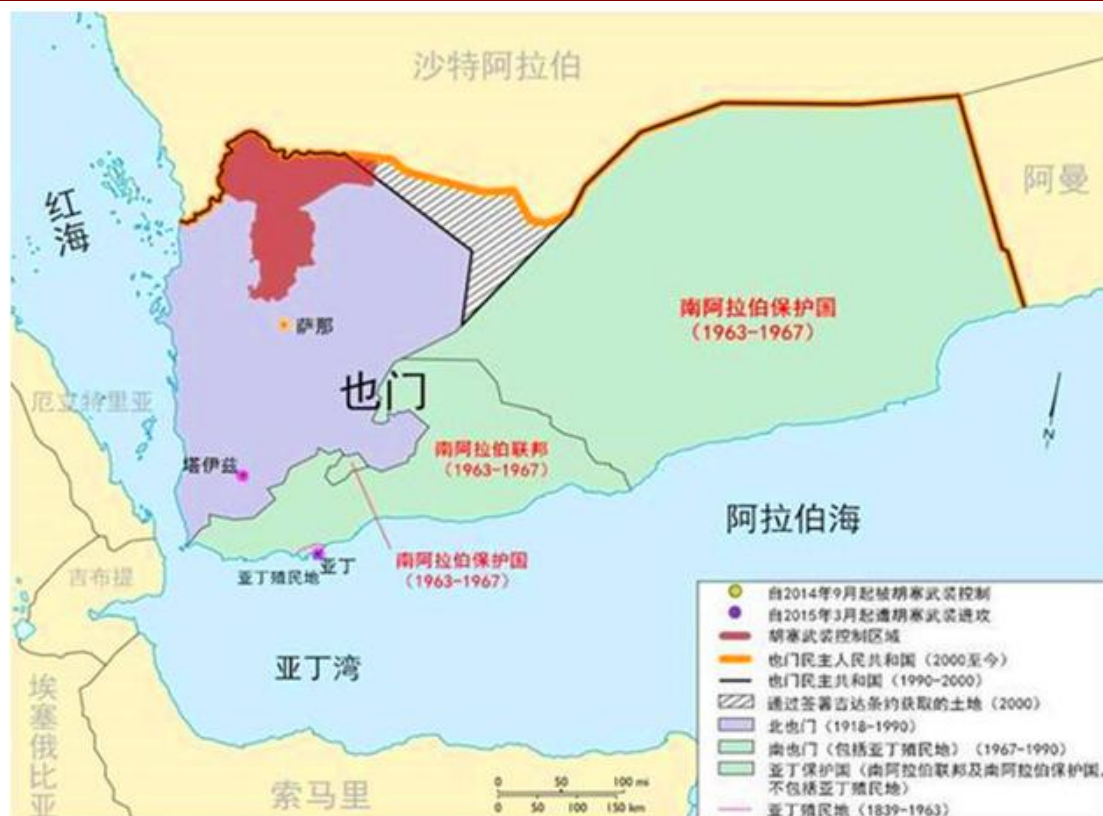 沙特阿拉伯
阿曼
红海
萨那
南阿拉伯保护国
（1963-1967）
也门
厄立特里亚
南阿拉伯联邦
（1963-1967）
塔伊兹
N
阿拉伯海
亚丁
南阿拉伯保护国
（1963-1967）
亚丁殖民地
吉布提
亚丁湾
埃塞俄比亚
索马里
0 50 100 mi
0 50 100 150 km
自2014年9月起被胡塞武装控制
自2015年3月起遭胡塞武装进攻
胡塞武装控制区域
也门民主人民共和国（2000至今）
也门民主共和国（1990-2000）
通过签署吉达条约获取的土地（2000）
北也门（1918-1990）
南也门（包括亚丁殖民地）（1967-1990）
亚丁保护国（南阿拉伯联邦及南阿拉伯保护国，
不包括亚丁殖民地）
亚丁殖民地（1839-1963）